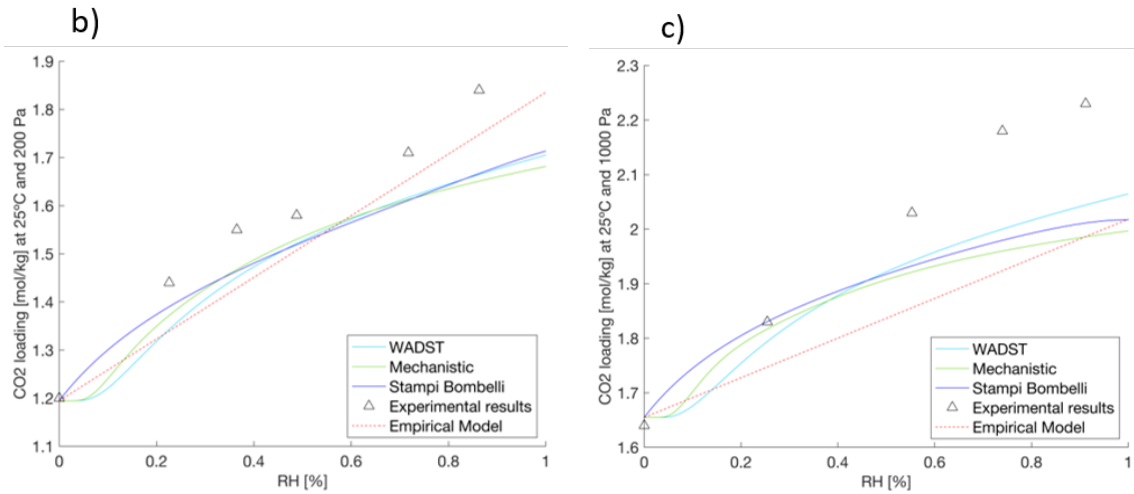 b)
CO2 loading [mol/kg] at 25ºC and 200 Pa
1.9
1.8
1.7
1.6
1.5
1.4
1.3
1.2
1.1
0
0.2
0.4
0.6
0.8
1
RH [%]
WADST
Mechanistic
Stampi Bombelli
Experimental results
Empirical Model
c)
CO2 loading [mol/kg] at 25ºC and 1000 Pa
2.3
2.2
2.1
2
1.9
1.8
1.7
1.6
0
0.2
0.4
0.6
0.8
1
RH [%]
WADST
Mechanistic
Stampi Bombelli
Experimental results
Empirical Model